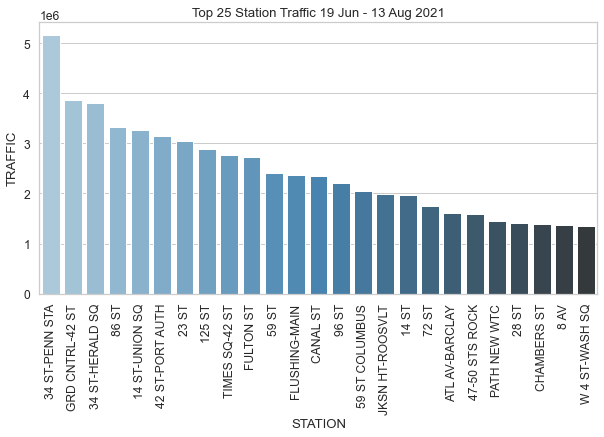 Top 25 Station Traffic 19 Jun - 13 Aug 2021
1e6
5
4
3
2
1
0
TRAFFIC
34 ST-PENN STA
GRD CNTRL-42 ST
34 ST-HERALD SQ
86 ST
14 ST-UNION SQ
42 ST-PORT AUTH
23 ST
125 ST
TIMES SQ-42 ST
FULTON ST
59 ST
FLUSHING-MAIN
CANAL ST
96 ST
59 ST COLUMBUS
JKSN HT-ROOSVLT
14 ST
72 ST
ATL AV-BARCLAY
47-50 STS ROCK
PATH NEW WTC
28 ST
CHAMBERS ST
8 AV
W 4 ST-WASH SQ
STATION